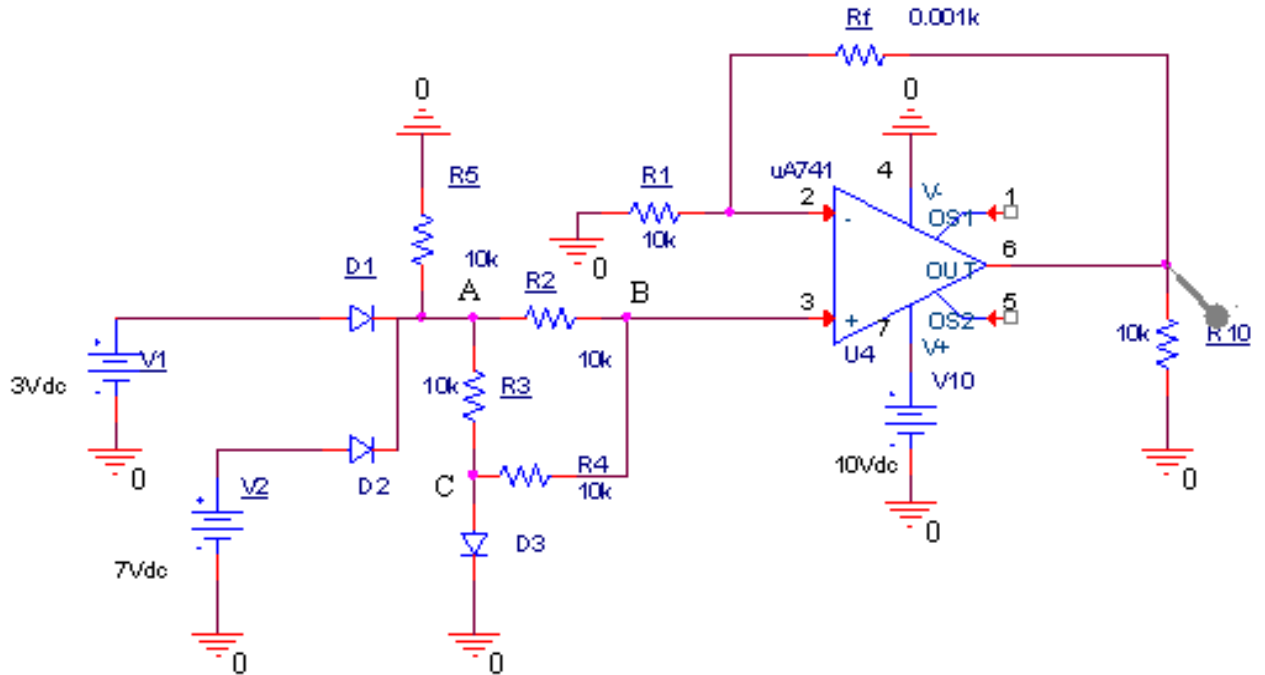 Rf 0.001k
0
0
R5
R1
uA741
4
V-
1
2
-
OS1
10k
10k
0
6
D1
R2
OUT
A
B
3
+
7
OS2
5
10k
R10
V1
10k
U4
V+
3Vdc
10k
R3
V10
R4
10Vdc
0
V2
D2
C
10k
0
D3
0
7Vdc
0
0